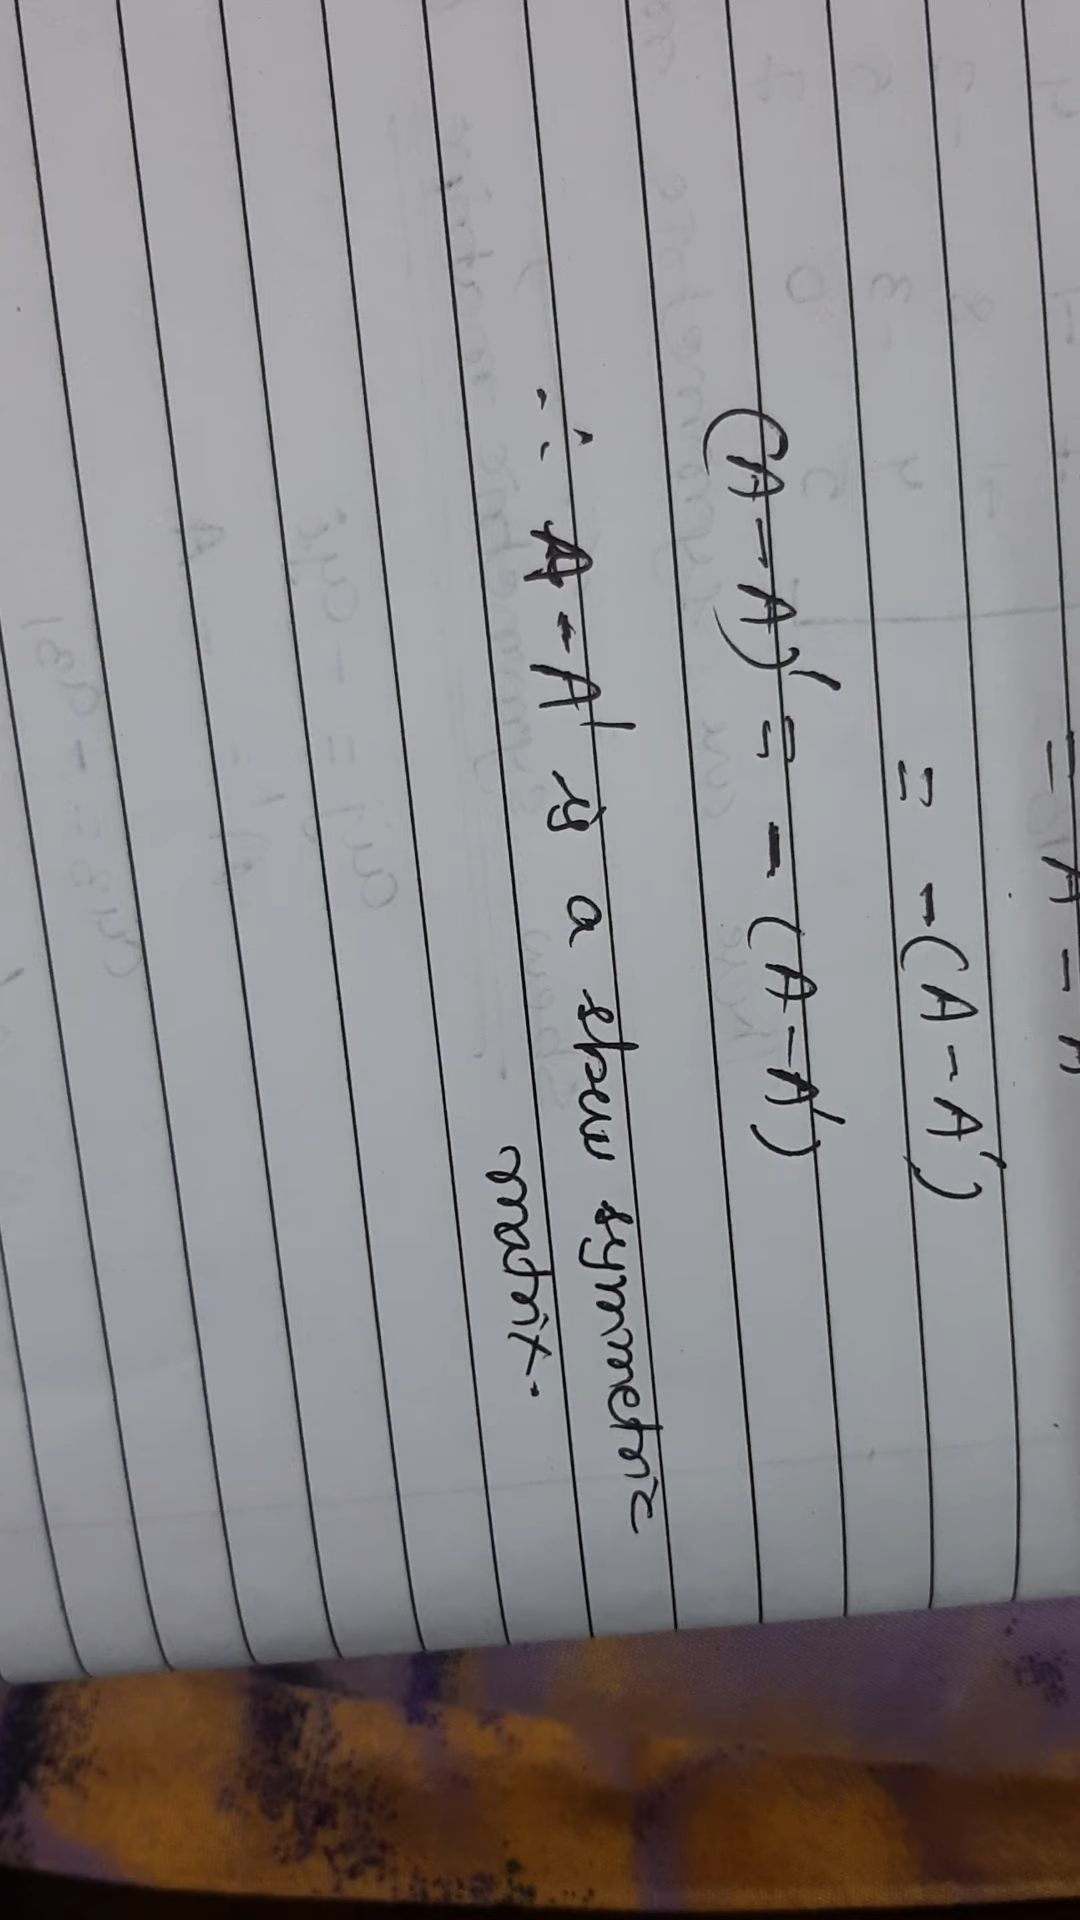 = A - A
= -(A - A')
(A - A)' = - (A - A')
∴ A - A' is a skew symmetric
matrix.